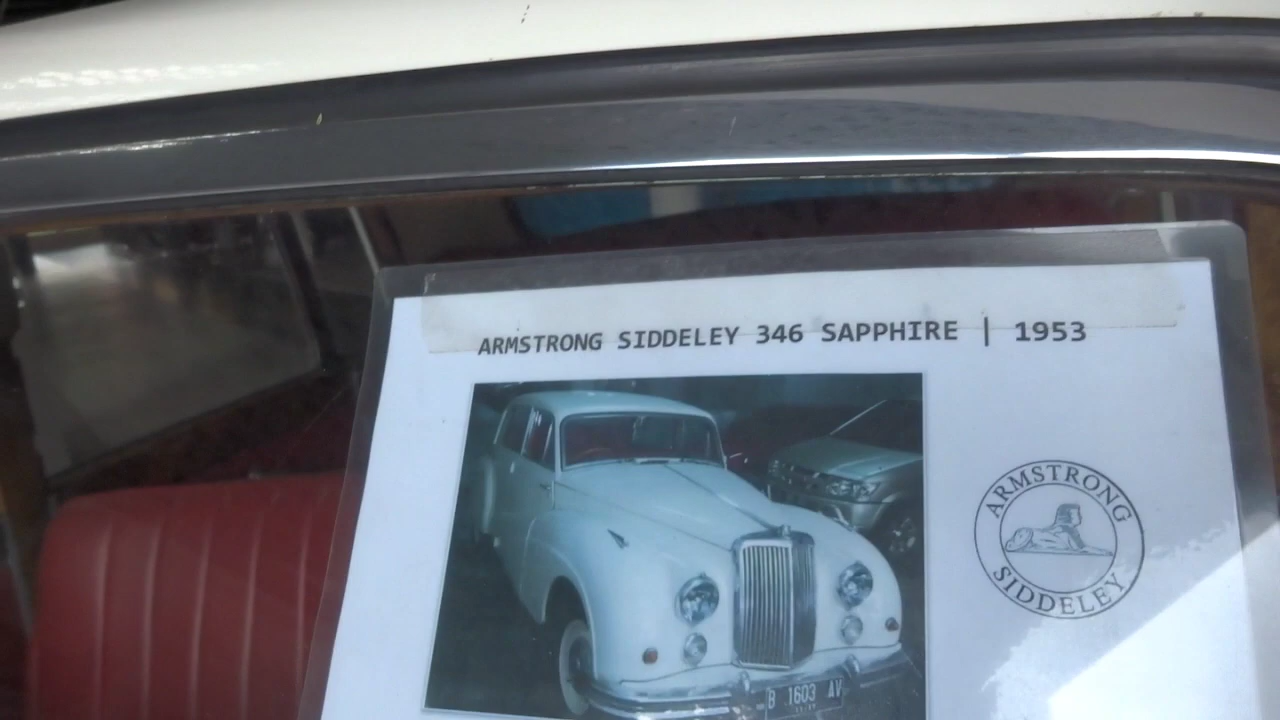 ARMSTRONG SIDDELEY 346 SAPPHIRE | 1953
ARMSTRONG
SIDDELEY
B 1603 AV